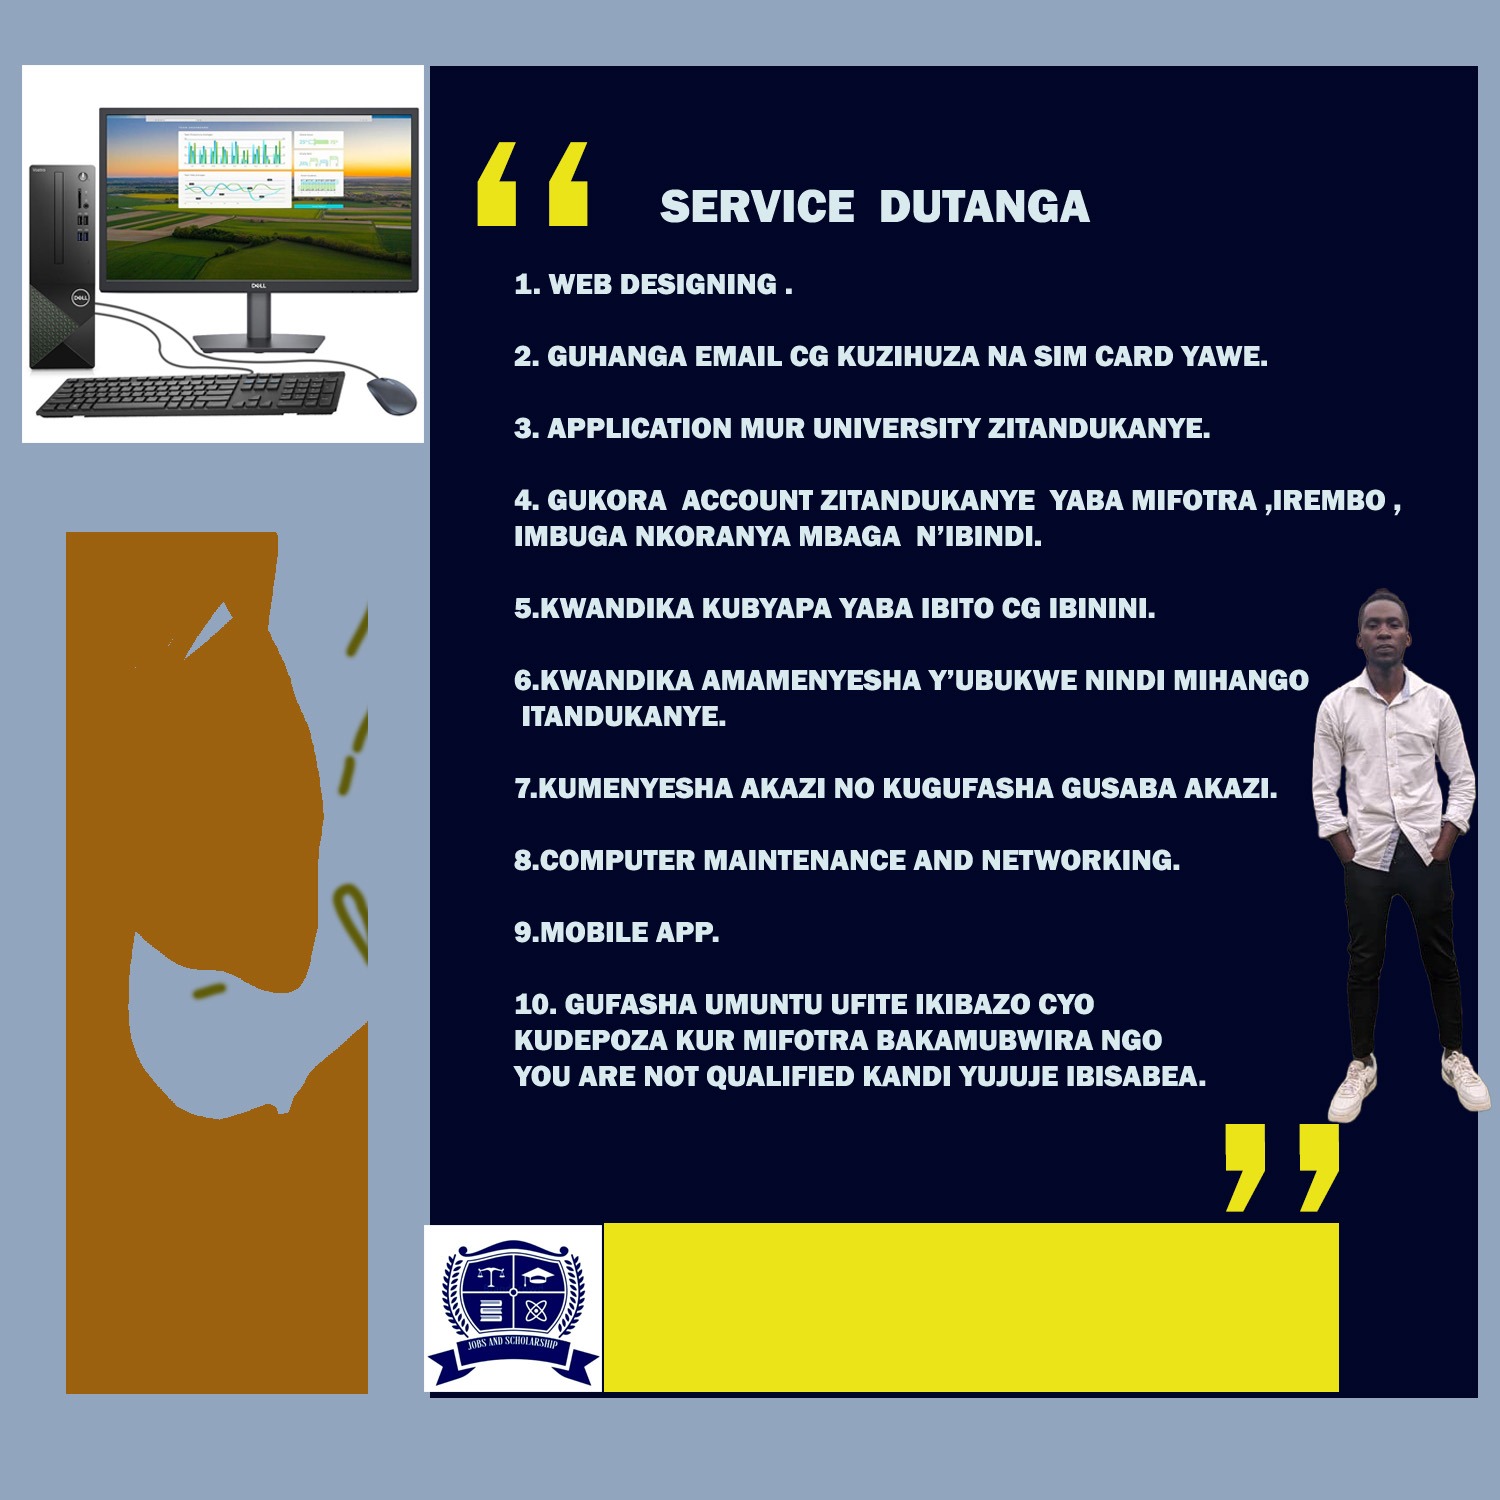 SERVICE DUTANGA
1. WEB DESIGNING .
2. GUHANGA EMAIL CG KUZIHUZA NA SIM CARD YAWE.
3. APPLICATION MUR UNIVERSITY ZITANDUKANYE.
4. GUKORA ACCOUNT ZITANDUKANYE YABA MIFOTRA ,IREMBO ,
IMBUGA NKORANYA MBAGA N’IBINDI.
5.KWANDIKA KUBYAPA YABA IBITO CG IBININI.
6.KWANDIKA AMAMENYESHA Y’UBUKWE NINDI MIHANGO
ITANDUKANYE.
7.KUMENYESHA AKAZI NO KUGUFASHA GUSABA AKAZI.
8.COMPUTER MAINTENANCE AND NETWORKING.
9.MOBILE APP.
10. GUFASHA UMUNTU UFITE IKIBAZO CYO
KUDEPOZA KUR MIFOTRA BAKAMUBWIRA NGO
YOU ARE NOT QUALIFIED KANDI YUJUJE IBISABEA.
JOBS AND SCHOLARSHIP
DELL
DELL